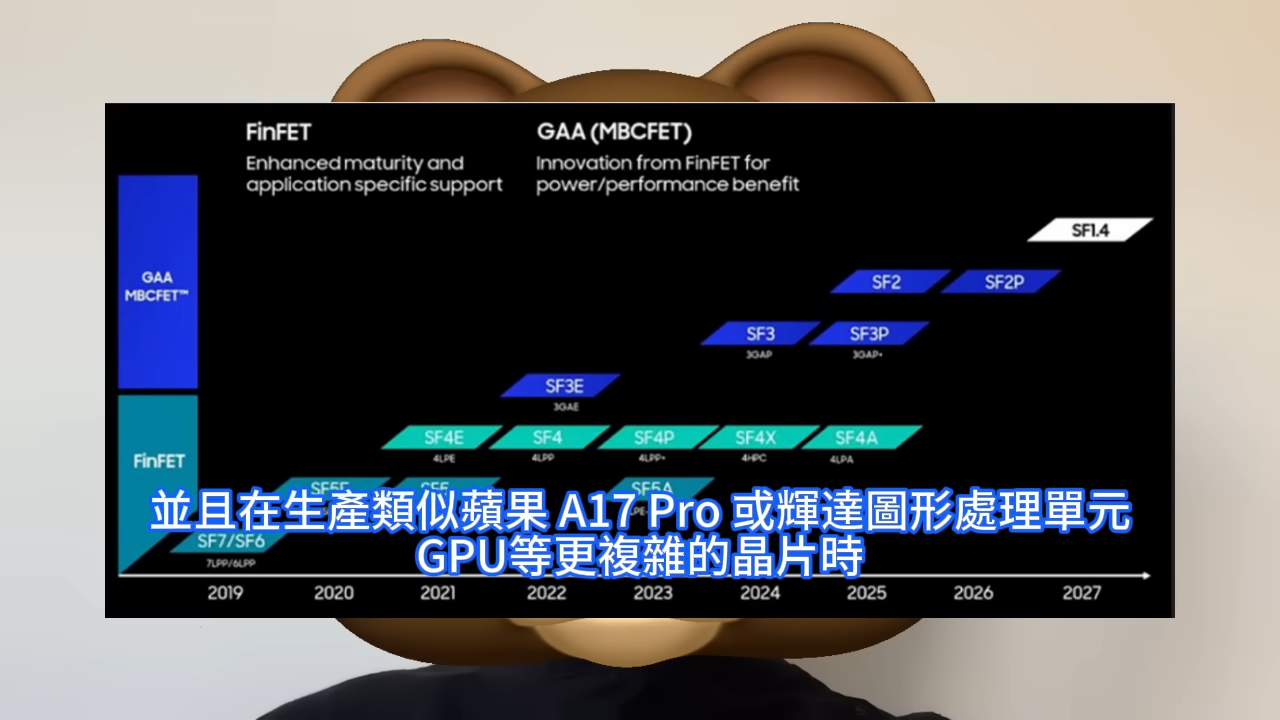 FinFET
Enhanced maturity and
application specific support
GAA (MBCFET)
Innovation from FinFET for
power/performance benefit
GAA
MBCFET™
FinFET
SF1.4
SF2 SF2P
SF3 SF3P
3GAP 3GAP+
SF3E
3GAE
SF4E SF4 SF4P SF4X SF4A
4LPE 4LPP 4LPP+ 4HPC 4LPA
SF5A
SF7/SF6
7LPP/6LPP
並且在生產類似蘋果 A17 Pro 或輝達圖形處理單元
GPU等更複雜的晶片時
2019 2020 2021 2022 2023 2024 2025 2026 2027